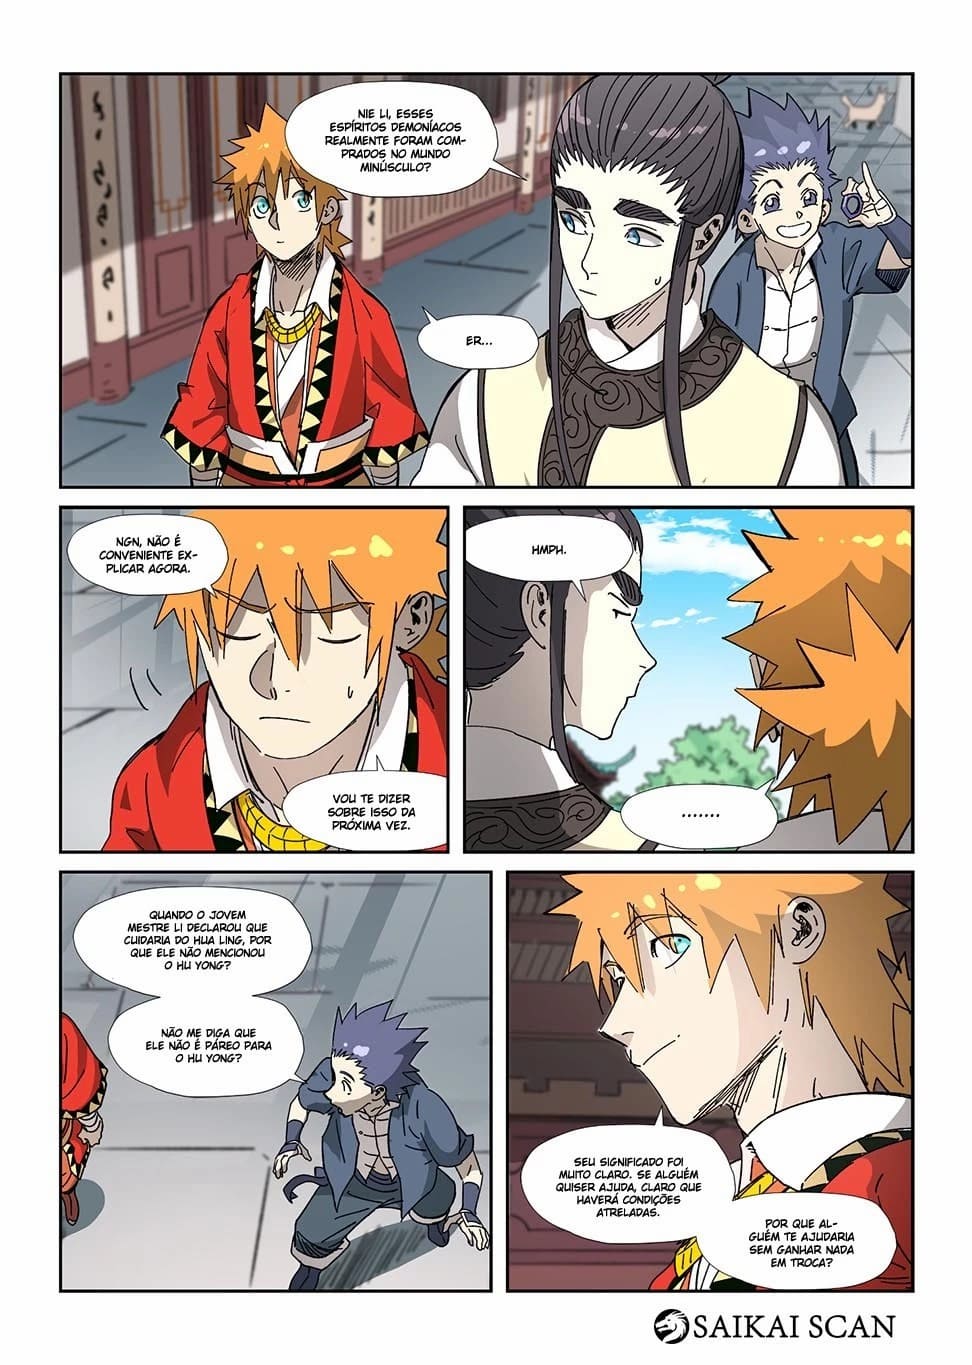 NIE LI, ESSES
ESPÍRITOS DEMONÍACOS
REALMENTE FORAM COM-
PRADOS NO MUNDO
MINÚSCULO?
ER...
NGN, NÃO É
CONVENIENTE EX-
PLICAR AGORA.
VOU TE DIZER
SOBRE ISSO DA
PRÓXIMA VEZ.
HMPH.
.......
QUANDO O JOVEM
MESTRE LI DECLAROU QUE
CUIDARIA DO HUA LING, POR
QUE ELE NÃO MENCIONOU
O HU YONG?
NÃO ME DIGA QUE
ELE NÃO É PÁREO PARA
O HU YONG?
SEU SIGNIFICADO FOI
MUITO CLARO. SE ALGUÉM
QUISER AJUDA, CLARO QUE
HAVERÁ CONDIÇÕES
ATRELADAS.
POR QUE AL-
GUÉM TE AJUDARIA
SEM GANHAR NADA
EM TROCA?
SAIKAI SCAN